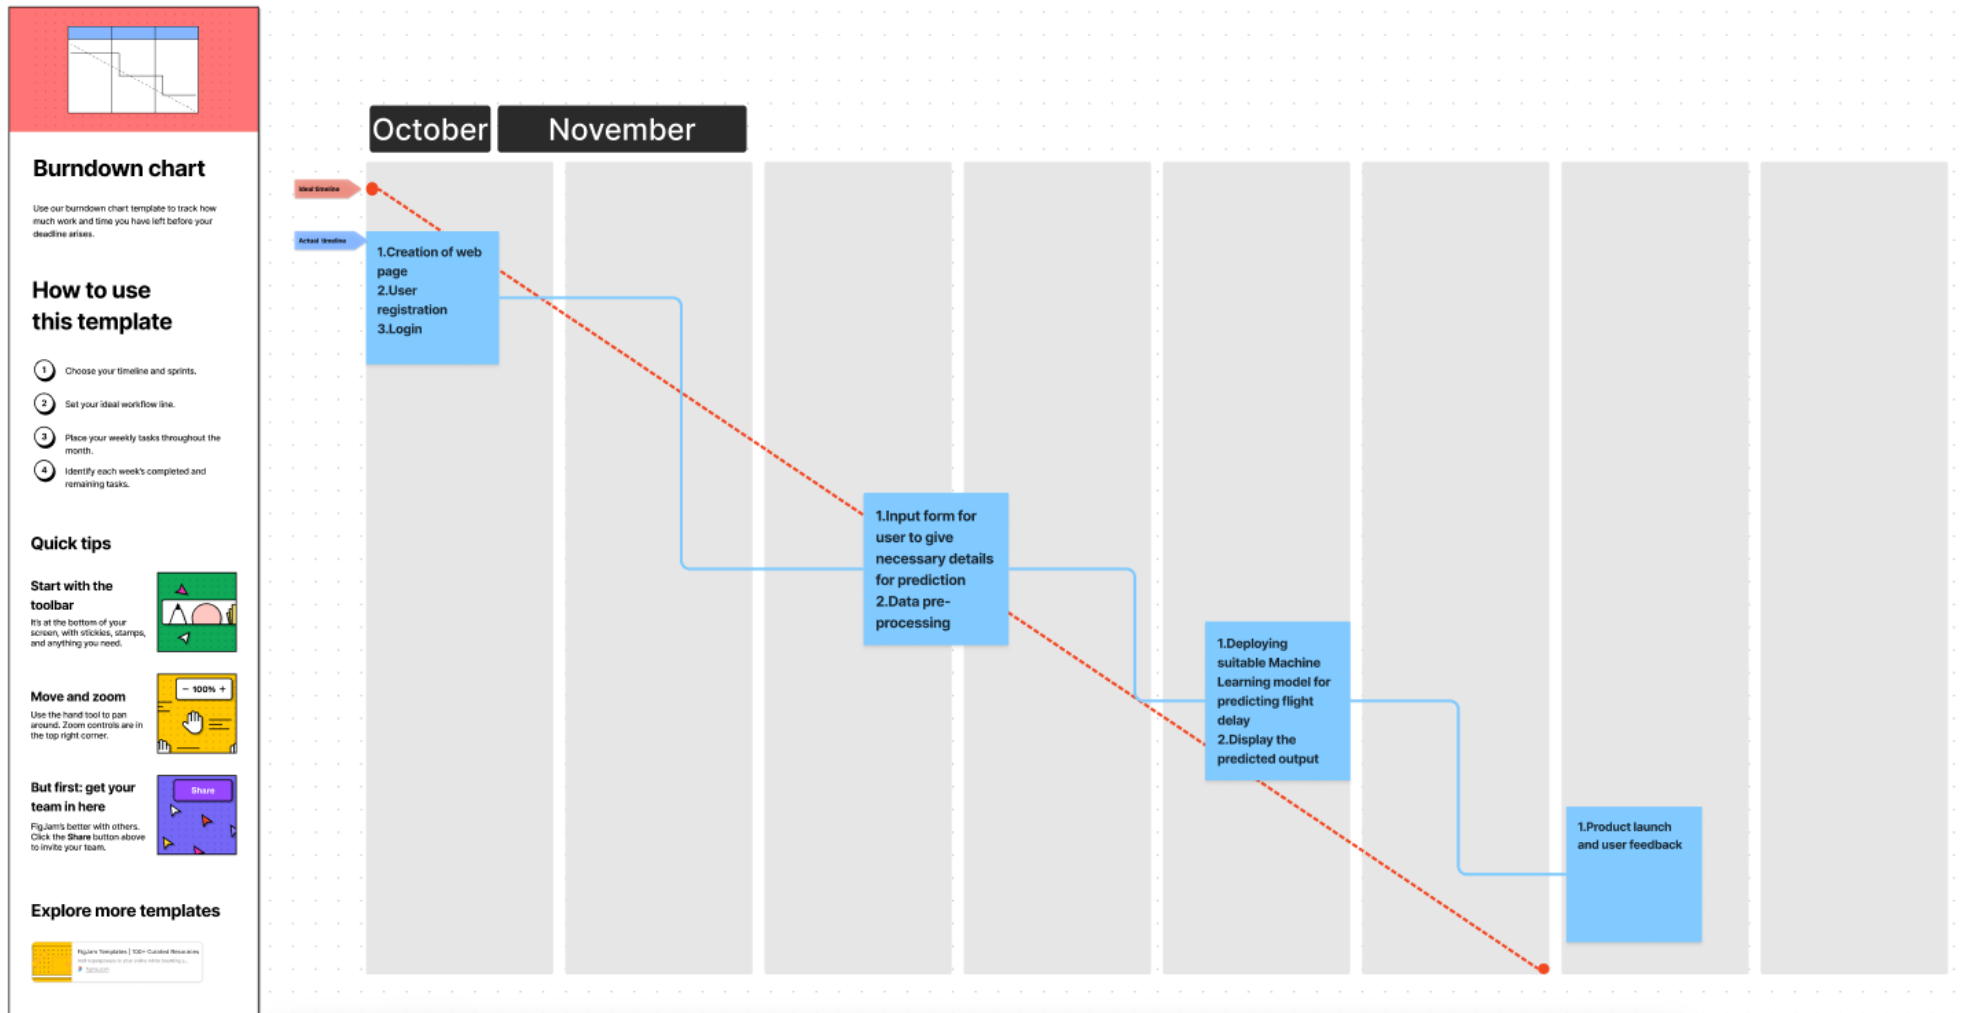 Burndown chart
Use our burndown chart template to track how
much work and time you have left before your
deadline arises.
How to use
this template
1
Choose your timeline and sprints.
2
Set your ideal workflow line.
3
Place your weekly tasks throughout the
month.
4
Identify each week's completed and
remaining tasks.
Quick tips
Start with the
toolbar
It's at the bottom of your
screen, with stickies, stamps,
and anything you need.
Move and zoom
Use the hand tool to pan
around. Zoom controls are in
the top right corner.
− 100% +
But first: get your
team in here
FigJam's better with others.
Click the Share button above
to invite your team.
Share
Explore more templates
FigJam Templates | 100+ Curated Resources
figma.com
October
November
Ideal timeline
Actual timeline
1.Creation of web
page
2.User
registration
3.Login
1.Input form for
user to give
necessary details
for prediction
2.Data pre-
processing
1.Deploying
suitable Machine
Learning model for
predicting flight
delay
2.Display the
predicted output
1.Product launch
and user feedback